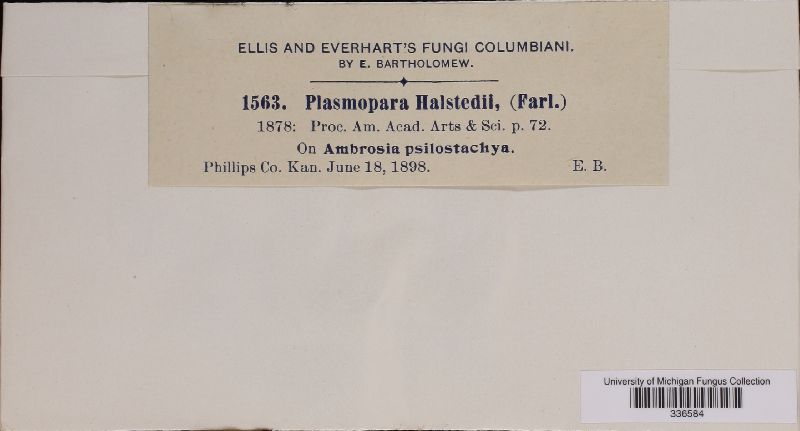 ELLIS AND EVERHART'S FUNGI COLUMBIANI.
BY E. BARTHOLOMEW.
1563. Plasmopara Halstedii, (Farl.)
1878: Proc. Am. Acad. Arts & Sci. p. 72.
On Ambrosia psilostachya.
Phillips Co. Kan. June 18, 1898. E. B.
University of Michigan Fungus Collection
336584